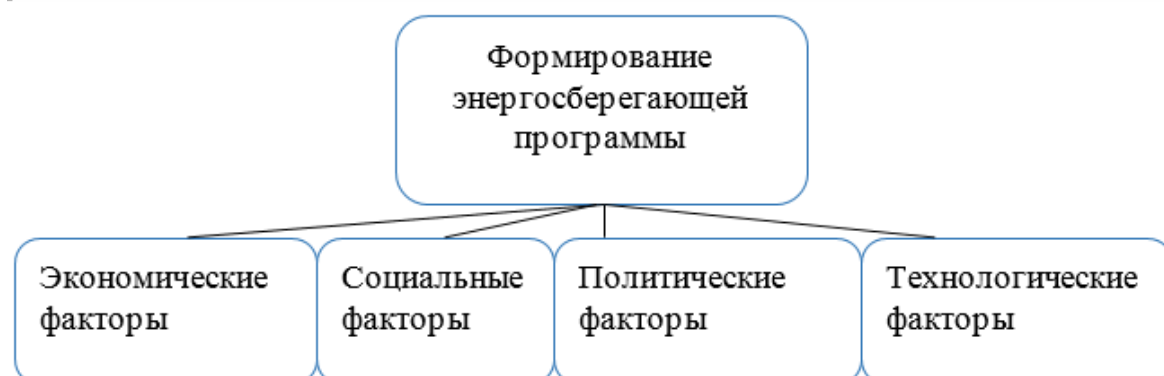 Формирование
энергосберегающей
программы
Экономические
факторы
Социальные
факторы
Политические
факторы
Технологические
факторы